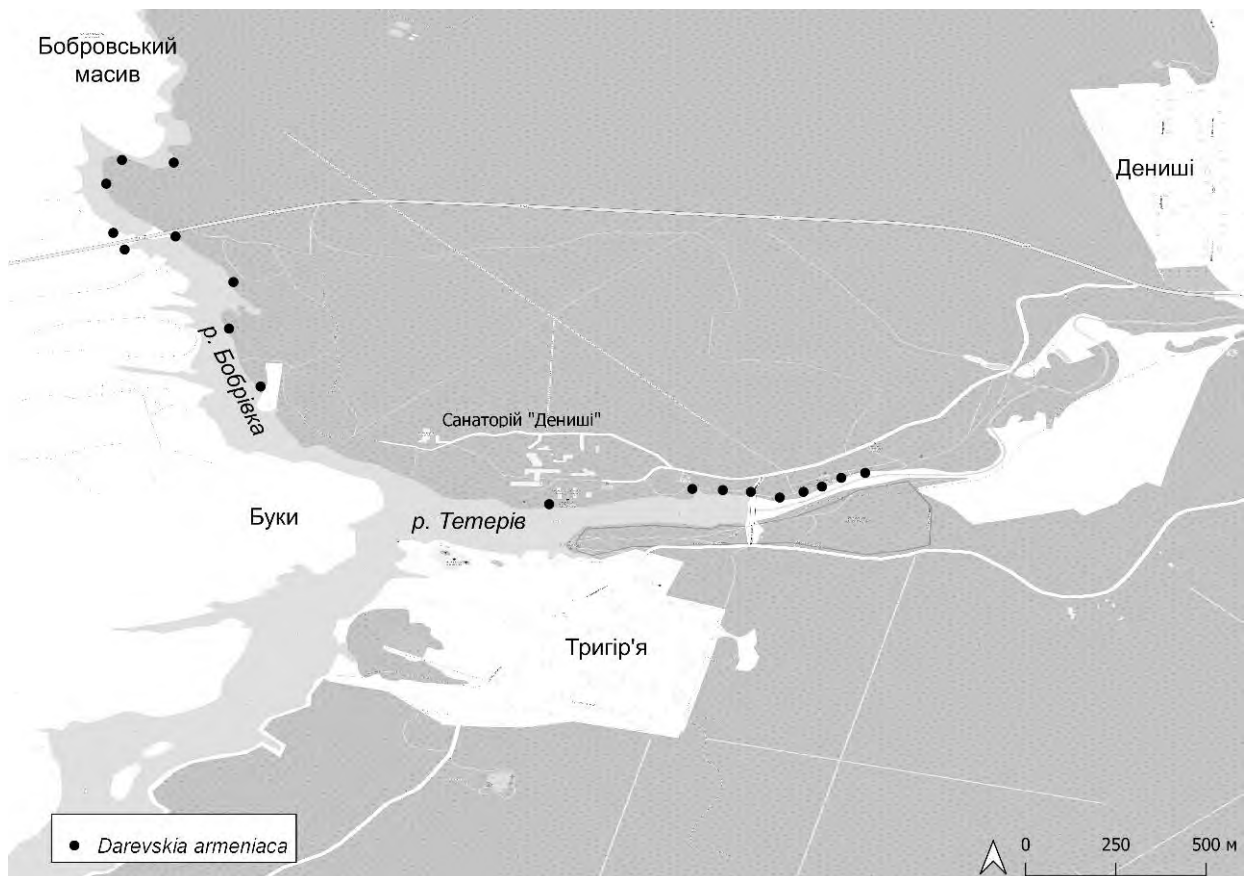 Бобровський
масив
Дениші
р. Бобрівка
Санаторій "Дениші"
р. Тетерів
Буки
Тригір'я
Darevskia armeniaca
0 250 500 м